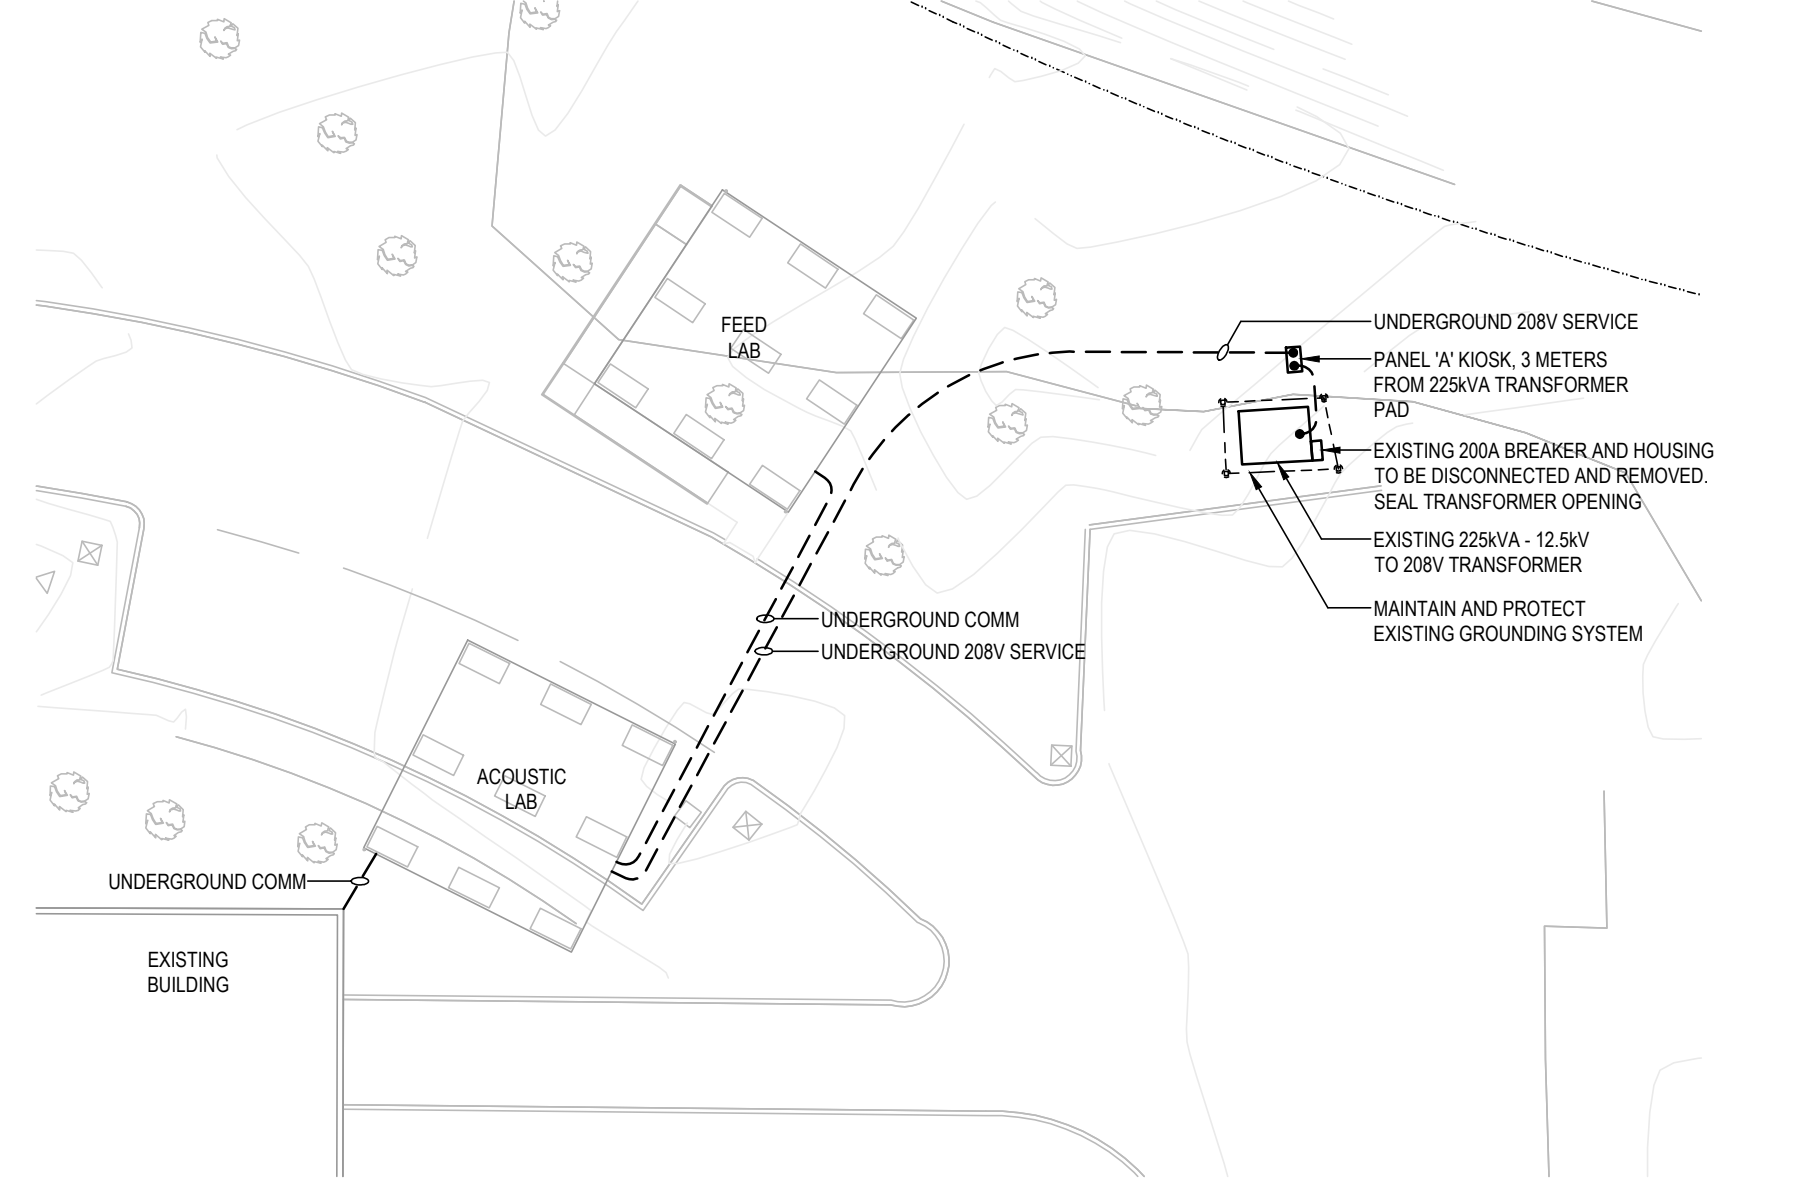 FEED
LAB
UNDERGROUND 208V SERVICE
PANEL 'A' KIOSK, 3 METERS
FROM 225kVA TRANSFORMER
PAD
EXISTING 200A BREAKER AND HOUSING
TO BE DISCONNECTED AND REMOVED.
SEAL TRANSFORMER OPENING
EXISTING 225kVA - 12.5kV
TO 208V TRANSFORMER
MAINTAIN AND PROTECT
EXISTING GROUNDING SYSTEM
UNDERGROUND COMM
UNDERGROUND 208V SERVICE
ACOUSTIC
LAB
UNDERGROUND COMM
EXISTING
BUILDING